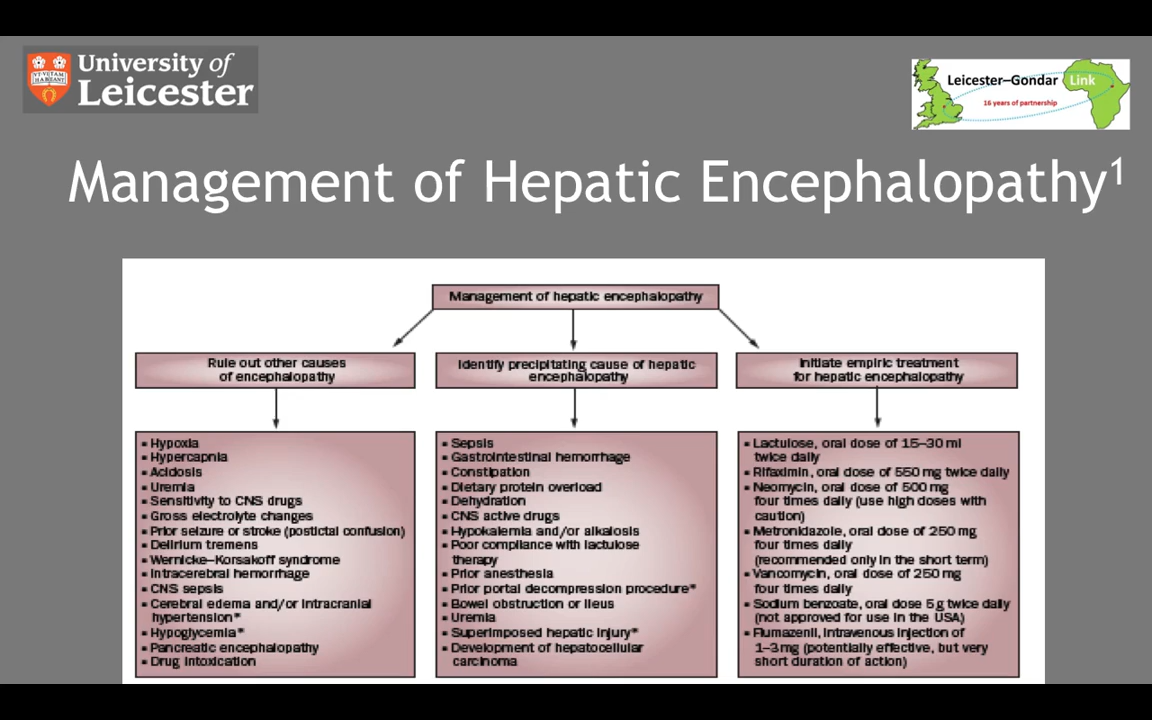 University of
Leicester
Leicester–Gondar Link
16 years of partnership
Management of Hepatic Encephalopathy1
Management of hepatic encephalopathy
Rule out other causes
of encephalopathy
▪ Hypoxia
▪ Hypercapnia
▪ Acidosis
▪ Uremia
▪ Sensitivity to CNS drugs
▪ Gross electrolyte changes
▪ Prior seizure or stroke (postictal confusion)
▪ Delirium tremens
▪ Wernicke–Korsakoff syndrome
▪ Intracerebral hemorrhage
▪ CNS sepsis
▪ Cerebral edema and/or intracranial
hypertension*
▪ Hypoglycemia*
▪ Pancreatic encephalopathy
▪ Drug intoxication
Identify precipitating cause of hepatic
encephalopathy
▪ Sepsis
▪ Gastrointestinal hemorrhage
▪ Constipation
▪ Dietary protein overload
▪ Dehydration
▪ CNS active drugs
▪ Hypokalemia and/or alkalosis
▪ Poor compliance with lactulose
therapy
▪ Prior anesthesia
▪ Prior portal decompression procedure*
▪ Bowel obstruction or ileus
▪ Uremia
▪ Superimposed hepatic injury*
▪ Development of hepatocellular
carcinoma
Initiate empiric treatment
for hepatic encephalopathy
▪ Lactulose, oral dose of 15–30 ml
twice daily
▪ Rifaximin, oral dose of 550 mg twice daily
▪ Neomycin, oral dose of 500 mg
four times daily (use high doses with
caution)
▪ Metronidazole, oral dose of 250 mg
four times daily
(recommended only in the short term)
▪ Vancomycin, oral dose of 250 mg
four times daily
▪ Sodium benzoate, oral dose 5 g twice daily
(not approved for use in the USA)
▪ Flumazenil, intravenous injection of
1–3 mg (potentially effective, but very
short duration of action)